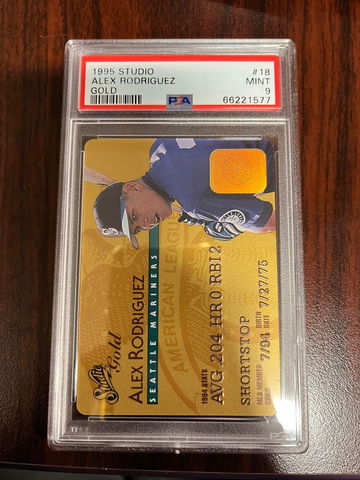 1995 STUDIO #18
ALEX RODRIGUEZ MINT
GOLD 9
PSA 66221577
Studio Gold
ALEX RODRIGUEZ
SEATTLE MARINERS
AMERICAN LEAGUE
1994 STATS
AVG .204 HR 0 RBI 2
SHORTSTOP
MLB MEMBER SINCE 7/94 BIRTH DATE 7/27/75